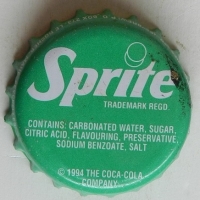 Sprite
TRADEMARK REGD.
CONTAINS: CARBONATED WATER, SUGAR,
CITRIC ACID, FLAVOURING, PRESERVATIVE,
SODIUM BENZOATE, SALT
© 1994 THE COCA-COLA
COMPANY